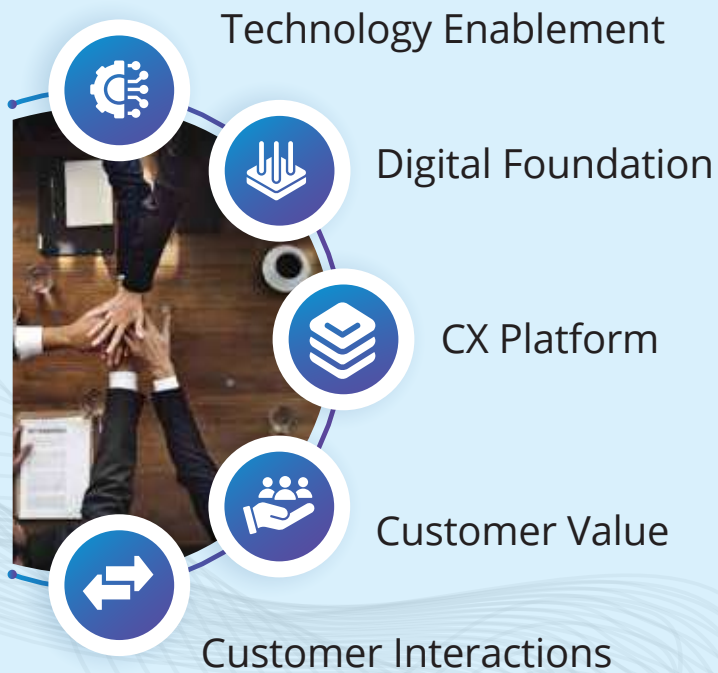 Technology Enablement
Digital Foundation
CX Platform
Customer Value
Customer Interactions